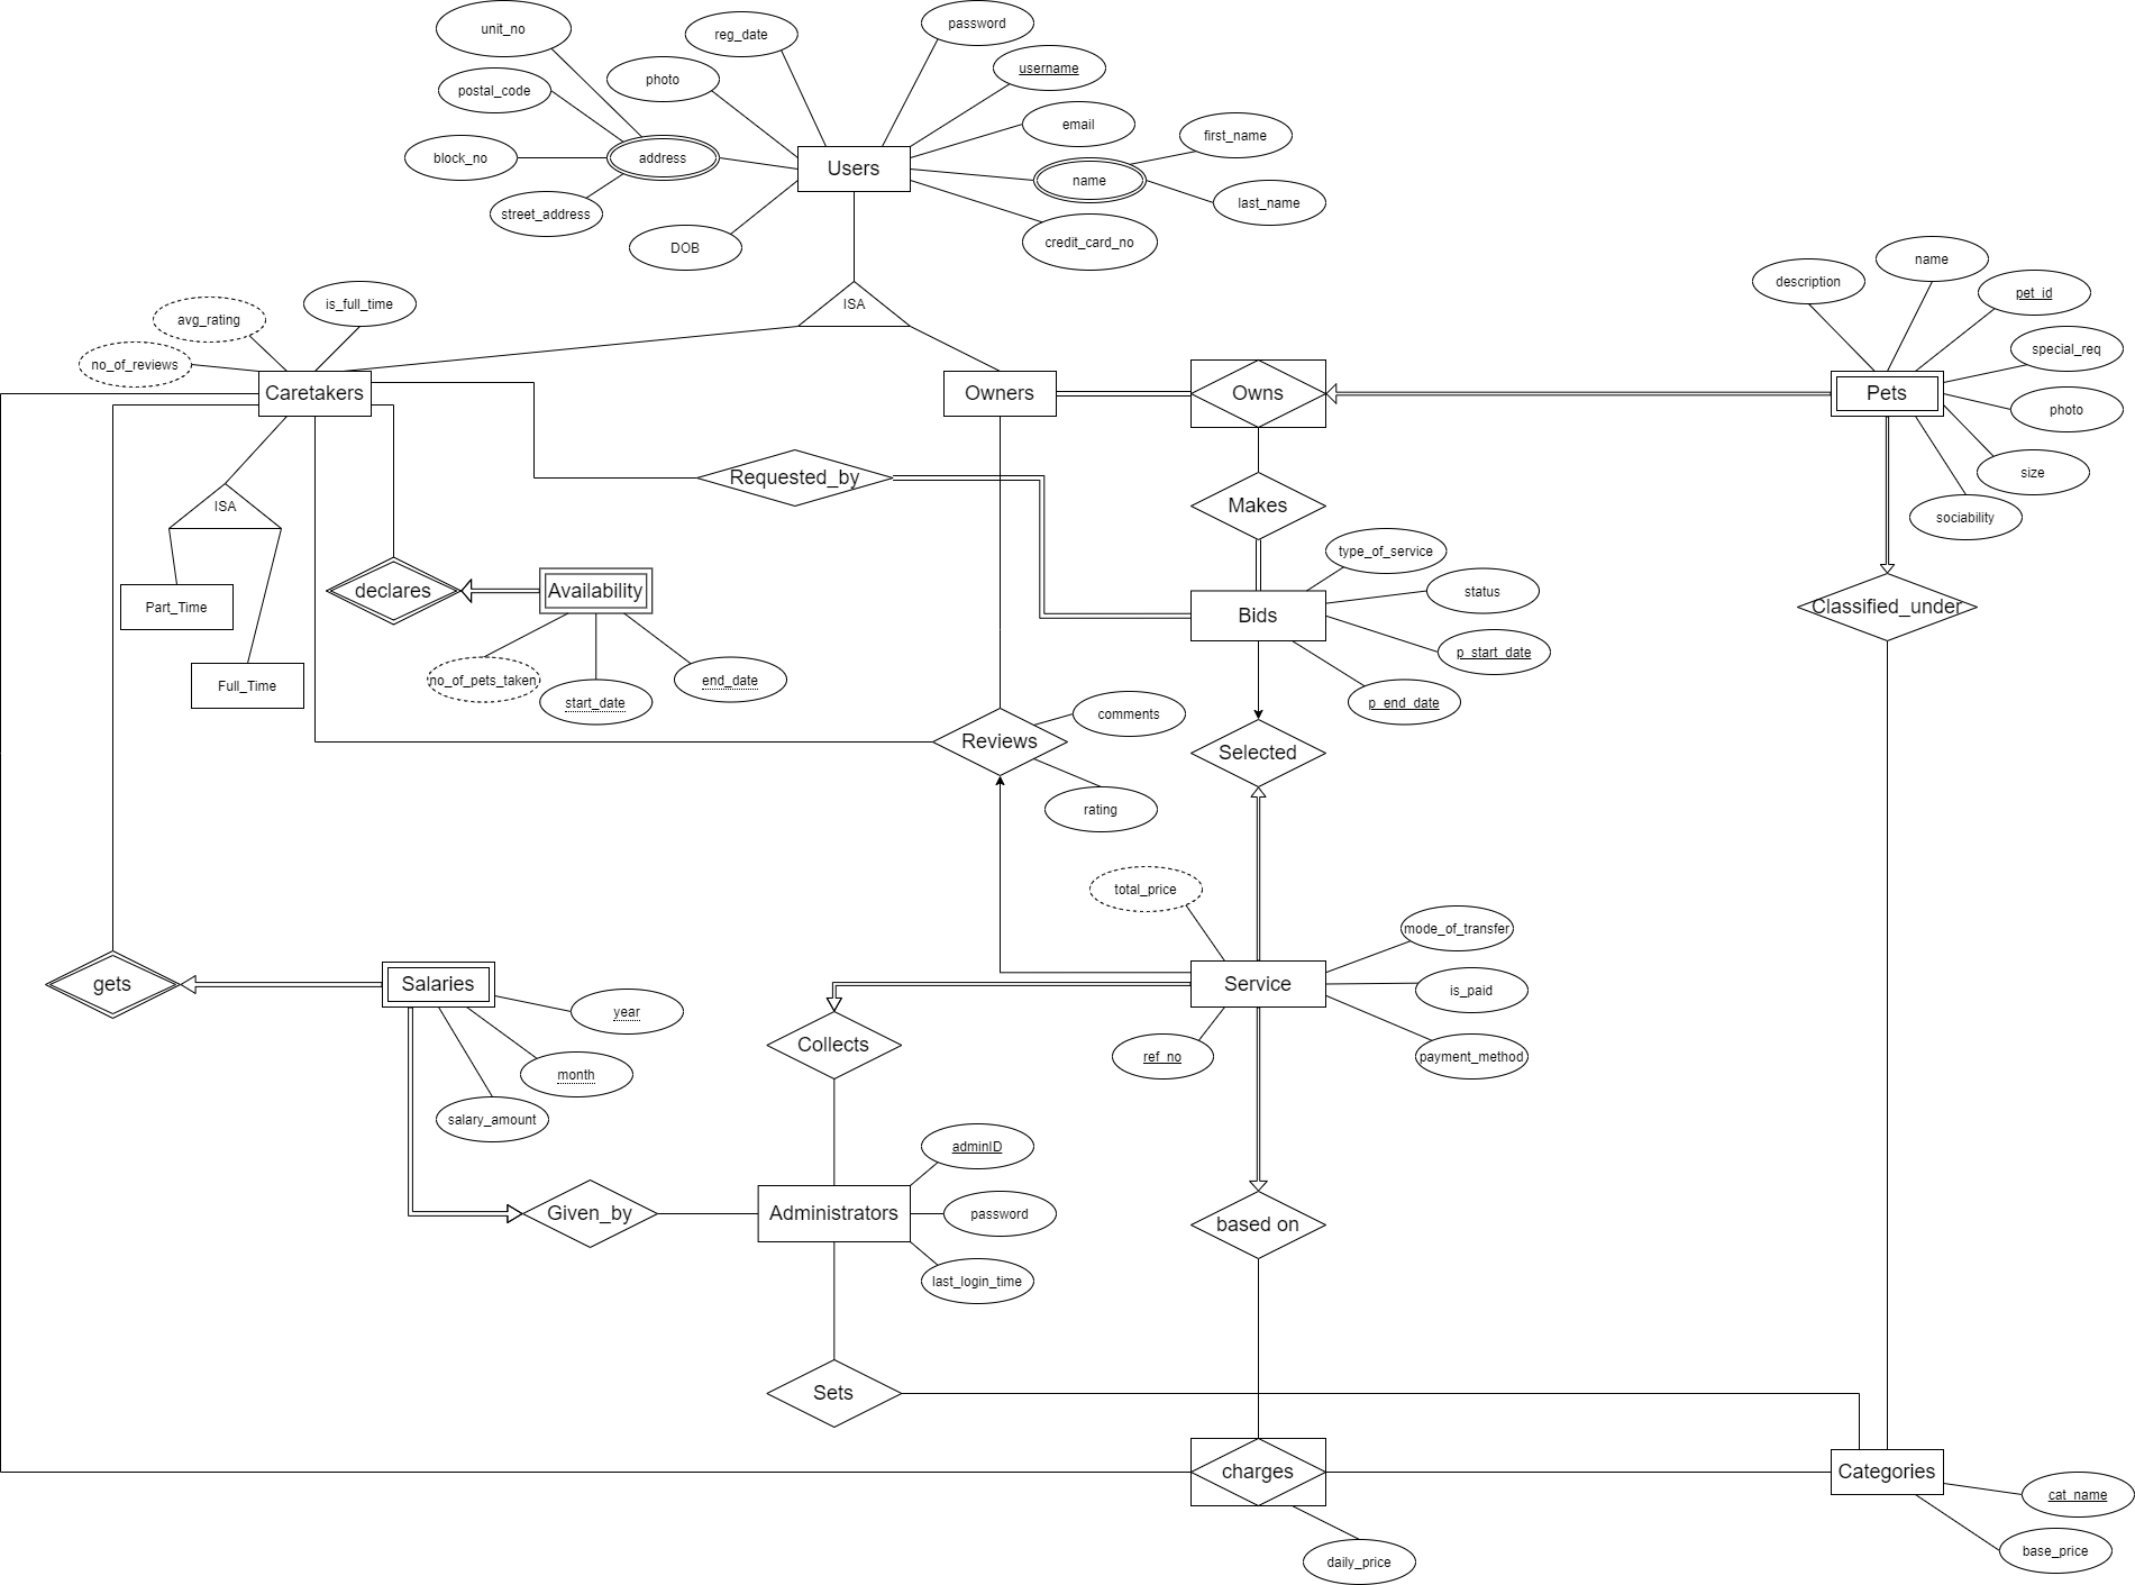 unit_no
reg_date
password
photo
username
postal_code
email
first_name
block_no
address
Users
name
last_name
street_address
DOB
credit_card_no
ISA
description
name
pet_id
special_req
photo
size
sociability
Pets
avg_rating
is_full_time
no_of_reviews
Caretakers
Owners
Owns
Requested_by
Makes
ISA
Part_Time
Full_Time
declares
Availability
no_of_pets_taken
start_date
end_date
type_of_service
status
Bids
p_start_date
p_end_date
Classified_under
Reviews
comments
rating
Selected
total_price
mode_of_transfer
is_paid
payment_method
Service
ref_no
gets
Salaries
year
month
salary_amount
Collects
Given_by
Administrators
adminID
password
last_login_time
based on
Sets
charges
daily_price
Categories
cat_name
base_price